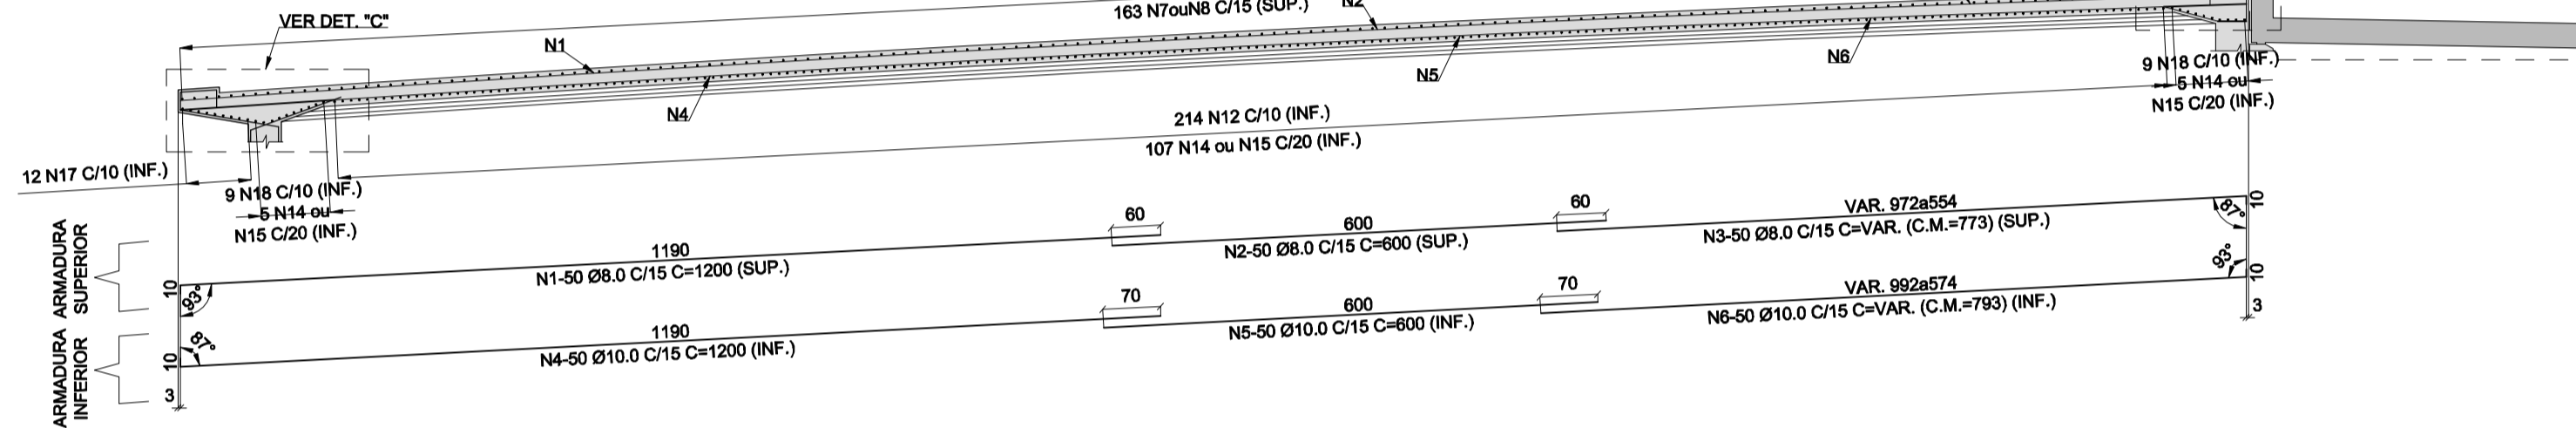 163 N7ouN8 C/15 (SUP.)
N2
VER DET. "C"
N1
N4
N5
N6
9 N18 C/10 (INF.)
5 N14 ou
N15 C/20 (INF.)
214 N12 C/10 (INF.)
107 N14 ou N15 C/20 (INF.)
12 N17 C/10 (INF.)
9 N18 C/10 (INF.)
5 N14 ou
N15 C/20 (INF.)
ARMADURA
SUPERIOR
10
93°
1190
N1-50 Ø8.0 C/15 C=1200 (SUP.)
60
600
N2-50 Ø8.0 C/15 C=600 (SUP.)
60
VAR. 972a554
N3-50 Ø8.0 C/15 C=VAR. (C.M.=773) (SUP.)
87°
10
ARMADURA
INFERIOR
10
87°
3
1190
N4-50 Ø10.0 C/15 C=1200 (INF.)
70
600
N5-50 Ø10.0 C/15 C=600 (INF.)
70
VAR. 992a574
N6-50 Ø10.0 C/15 C=VAR. (C.M.=793) (INF.)
93°
10
3